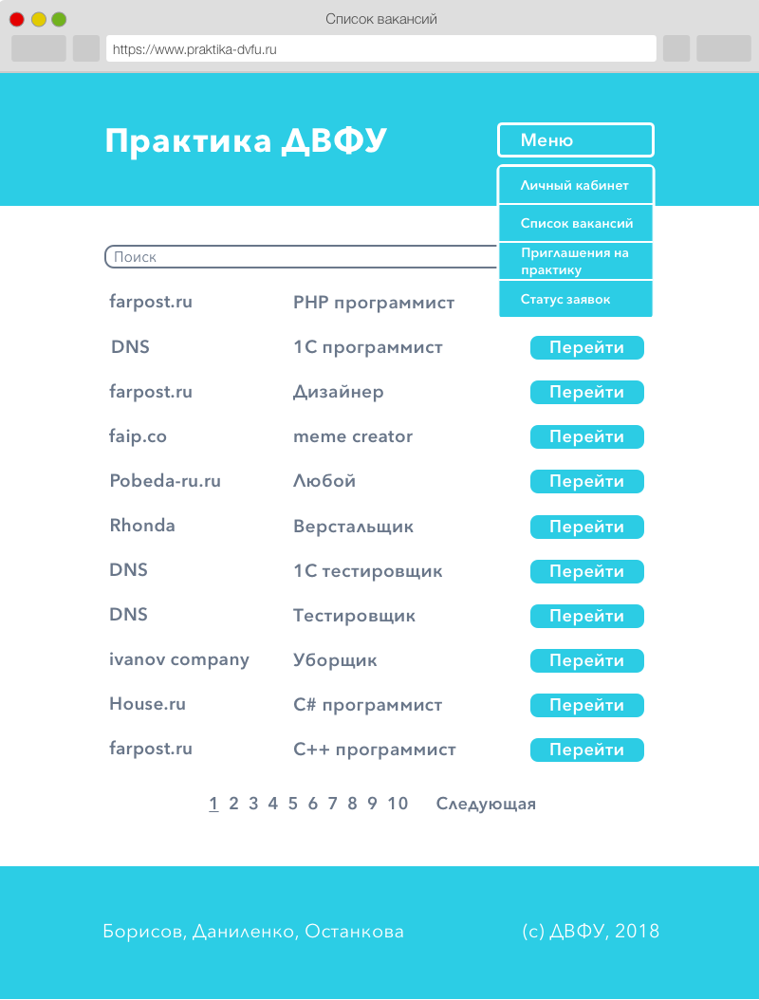 Список вакансий
https://www.praktika-dvfu.ru
Практика ДВФУ
Меню
Личный кабинет
Список вакансий
Приглашения на
практику
Статус заявок
Поиск
farpost.ru PHP программист
DNS 1С программист Перейти
farpost.ru Дизайнер Перейти
faip.co meme creator Перейти
Pobeda-ru.ru Любой Перейти
Rhonda Верстальщик Перейти
DNS 1С тестировщик Перейти
DNS Тестировщик Перейти
ivanov company Уборщик Перейти
House.ru C# программист Перейти
farpost.ru C++ программист Перейти
1 2 3 4 5 6 7 8 9 10 Следующая
Борисов, Даниленко, Останкова (с) ДВФУ, 2018